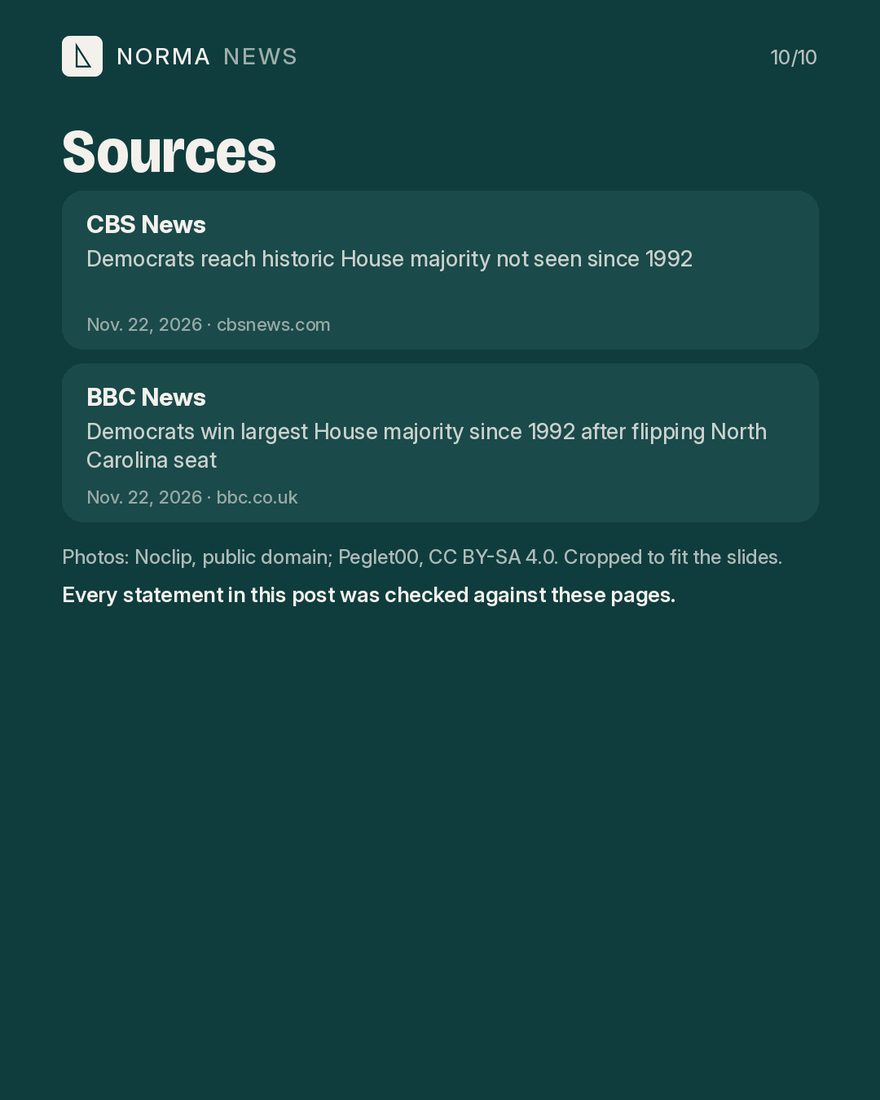 NORMA NEWS
10/10
Sources
CBS News
Democrats reach historic House majority not seen since 1992
Nov. 22, 2026 · cbsnews.com
BBC News
Democrats win largest House majority since 1992 after flipping North
Carolina seat
Nov. 22, 2026 · bbc.co.uk
Photos: Noclip, public domain; Peglet00, CC BY-SA 4.0. Cropped to fit the slides.
Every statement in this post was checked against these pages.